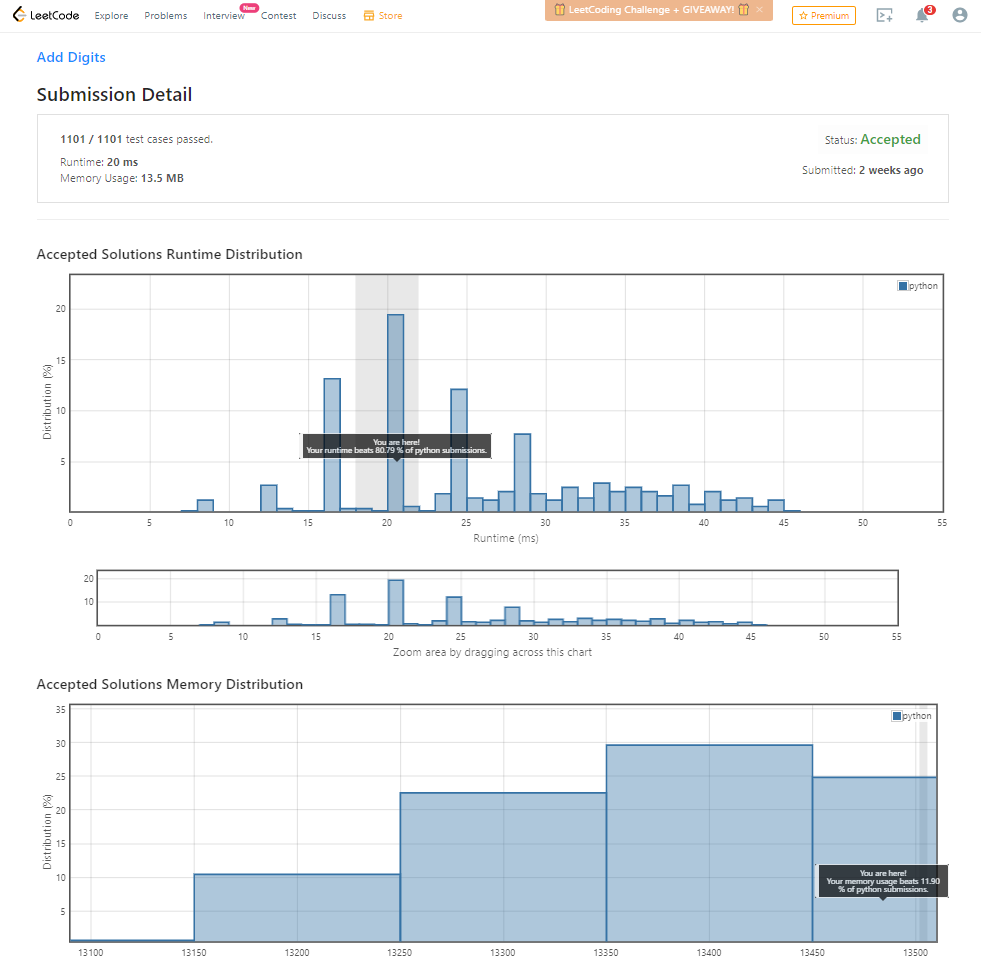 LeetCode Explore Problems Interview New Contest Discuss Store LeetCoding Challenge + GIVEAWAY! × Premium 3
Add Digits
Submission Detail
1101 / 1101 test cases passed. Status: Accepted
Runtime: 20 ms
Memory Usage: 13.5 MB Submitted: 2 weeks ago
Accepted Solutions Runtime Distribution
python
20
15
10
5
Distribution (%)
You are here!
Your runtime beats 80.79 % of python submissions.
0 5 10 15 20 25 30 35 40 45 50 55
Runtime (ms)
20
10
0 5 10 15 20 25 30 35 40 45 50 55
Zoom area by dragging across this chart
Accepted Solutions Memory Distribution
python
35
30
25
20
15
10
5
Distribution (%)
You are here!
Your memory usage beats 11.90
% of python submissions.
13100 13150 13200 13250 13300 13350 13400 13450 13500